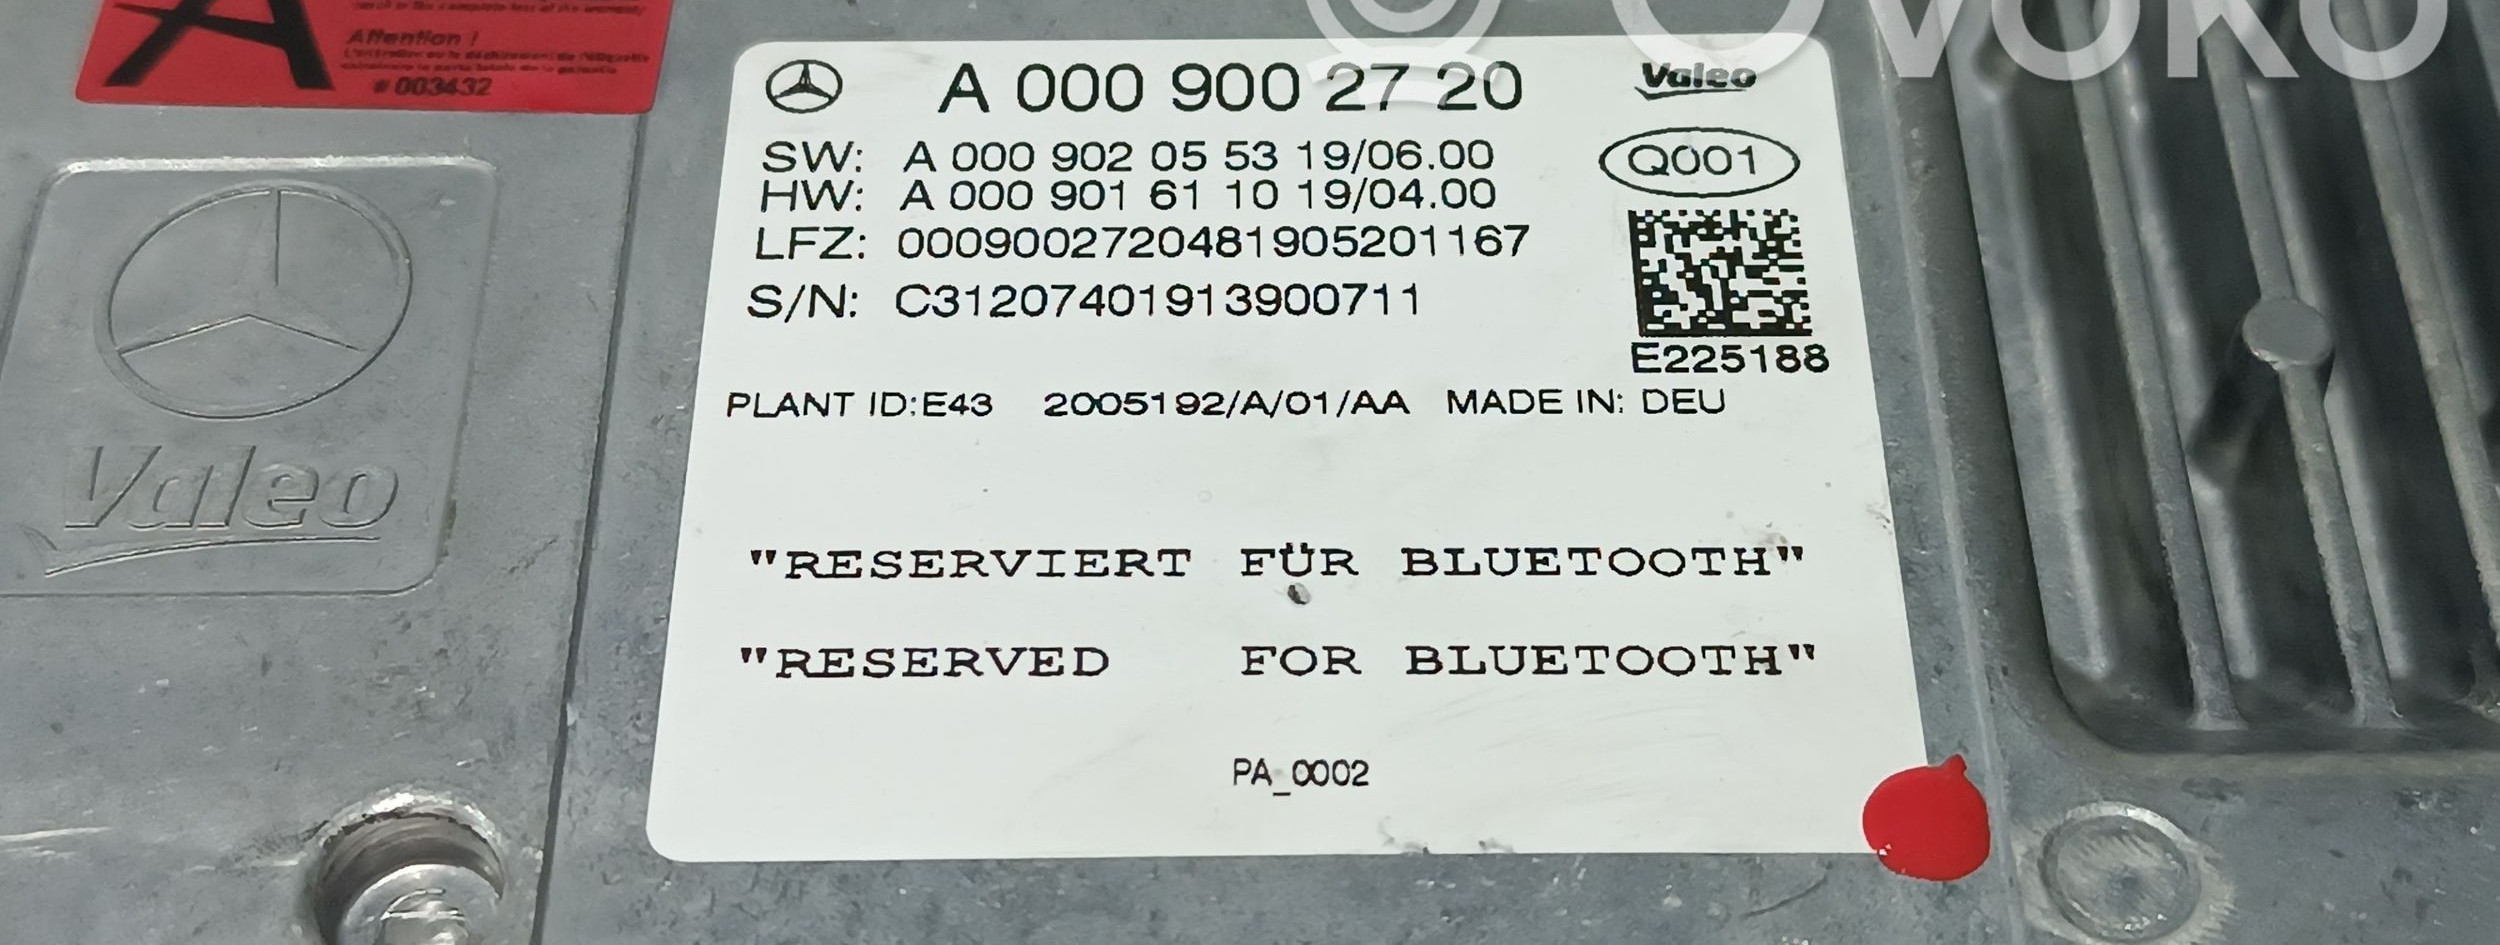 OVOKO
A
Attention !
# 003432
A 000 900 27 20
Valeo
SW: A 000 902 05 53 19/06.00
HW: A 000 901 61 10 19/04.00
Q001
LFZ: 0009002720481905201167
S/N: C31207401913900711
E225188
PLANT ID:E43 2005192/A/01/AA MADE IN: DEU
Valeo
"RESERVIERT FÜR BLUETOOTH"
"RESERVED FOR BLUETOOTH"
PA_0002